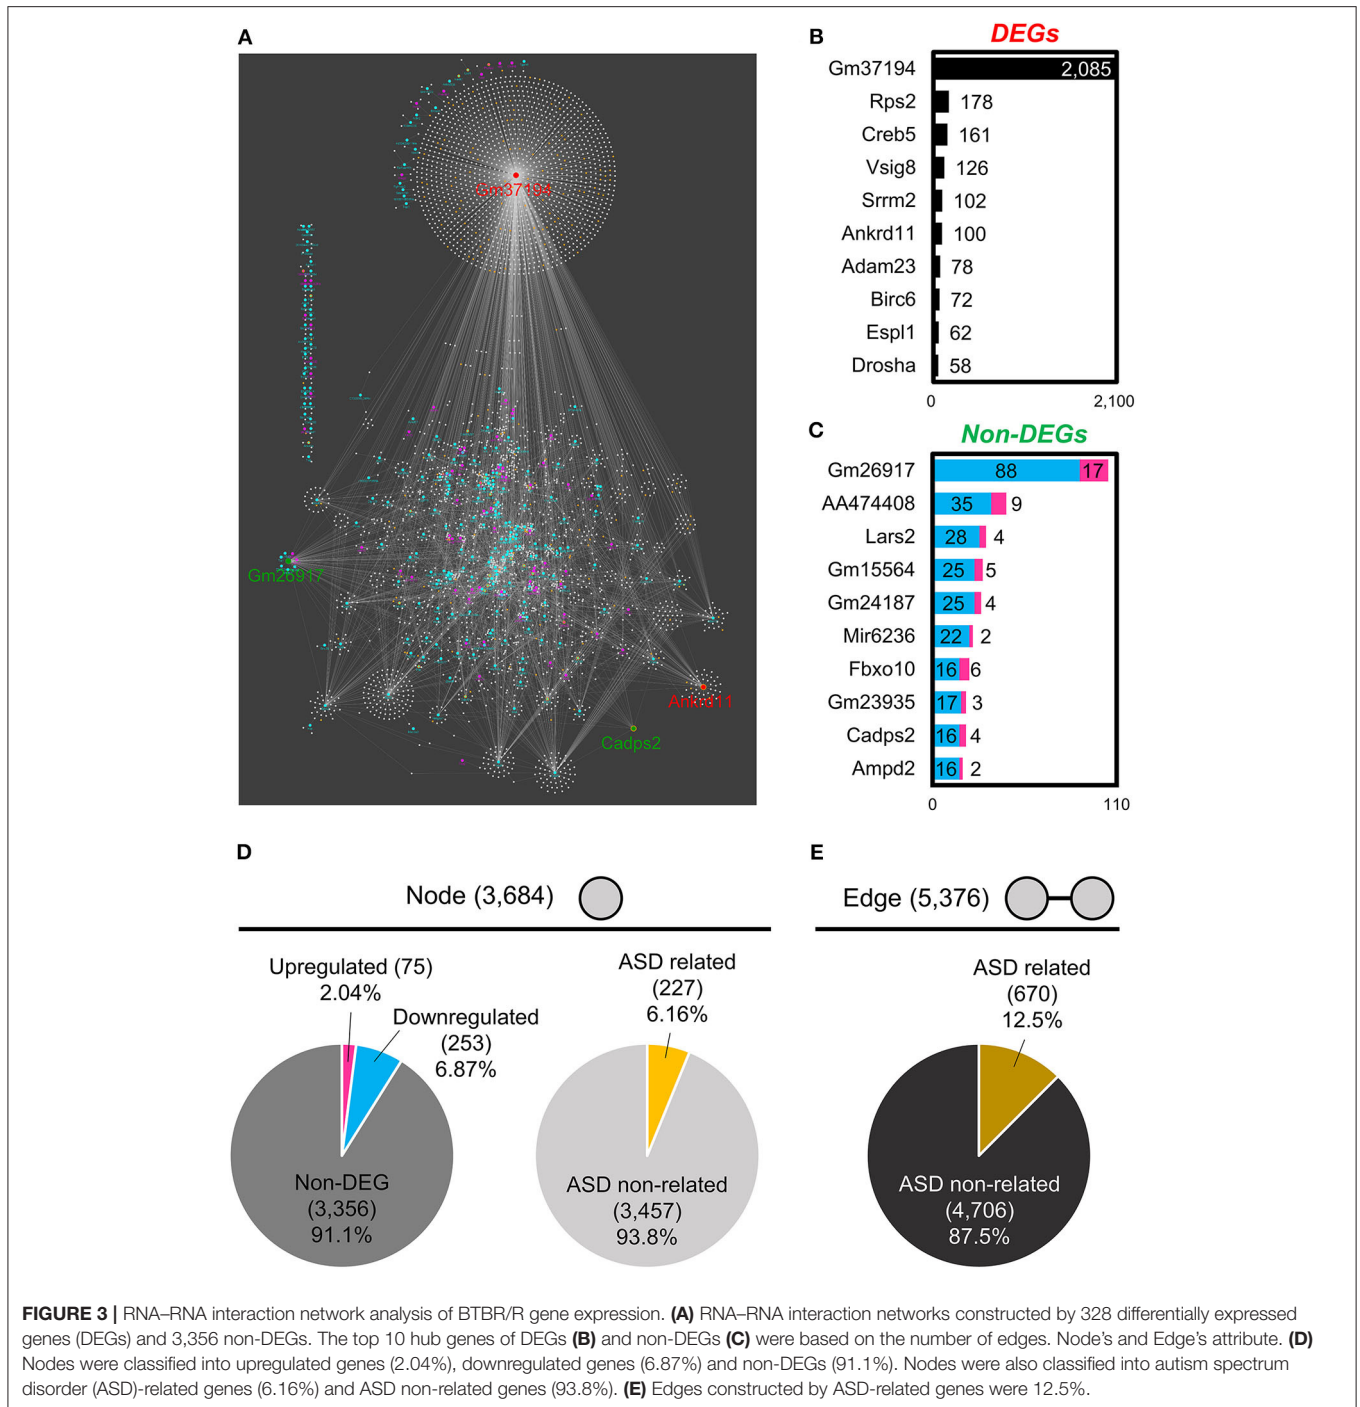 A
Gm37194
Gm26917
Ankrd11
Cadps2
B
DEGs
Gm37194 2,085
Rps2 178
Creb5 161
Vsig8 126
Srrm2 102
Ankrd11 100
Adam23 78
Birc6 72
Espl1 62
Drosha 58
0 2,100
C
Non-DEGs
Gm26917 88 17
AA474408 35 9
Lars2 28 4
Gm15564 25 5
Gm24187 25 4
Mir6236 22 2
Fbxo10 16 6
Gm23935 17 3
Cadps2 16 4
Ampd2 16 2
0 110
D
Node (3,684)
Upregulated (75)
2.04%
Downregulated
(253)
6.87%
Non-DEG
(3,356)
91.1%
ASD related
(227)
6.16%
ASD non-related
(3,457)
93.8%
E
Edge (5,376)
ASD related
(670)
12.5%
ASD non-related
(4,706)
87.5%
FIGURE 3 | RNA–RNA interaction network analysis of BTBR/R gene expression. (A) RNA–RNA interaction networks constructed by 328 differentially expressed
genes (DEGs) and 3,356 non-DEGs. The top 10 hub genes of DEGs (B) and non-DEGs (C) were based on the number of edges. Node's and Edge's attribute. (D)
Nodes were classified into upregulated genes (2.04%), downregulated genes (6.87%) and non-DEGs (91.1%). Nodes were also classified into autism spectrum
disorder (ASD)-related genes (6.16%) and ASD non-related genes (93.8%). (E) Edges constructed by ASD-related genes were 12.5%.